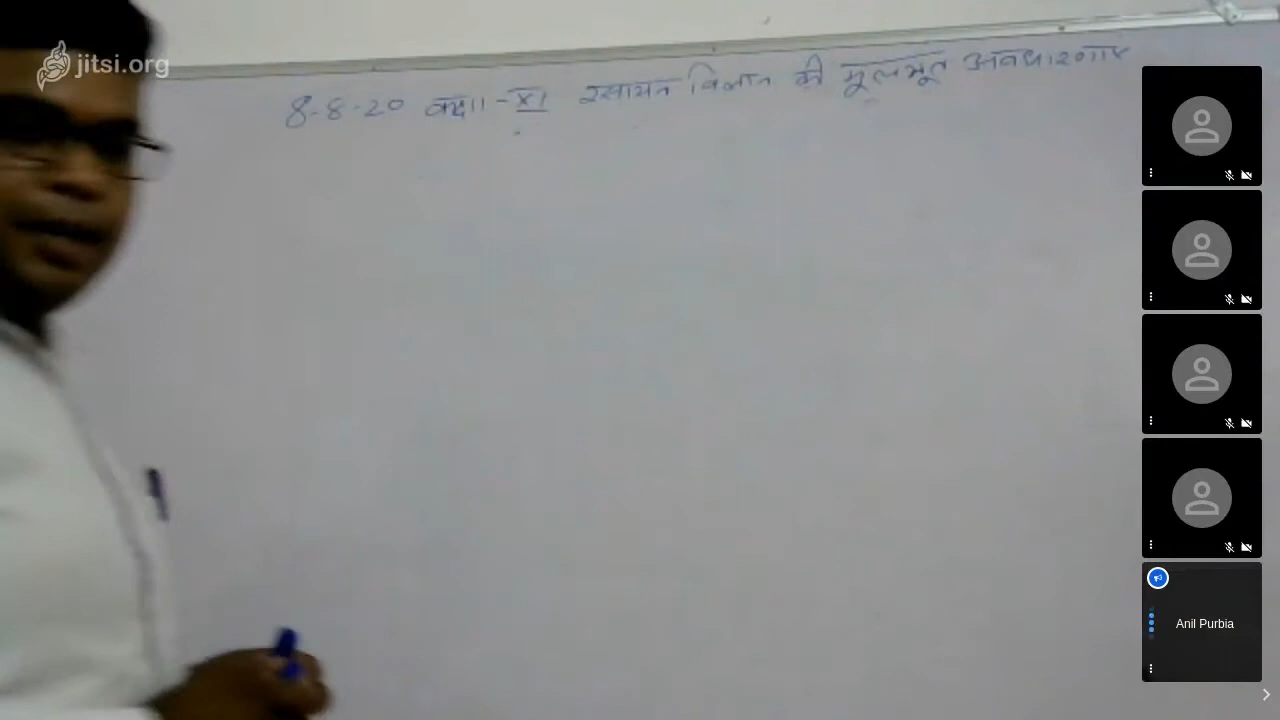 jitsi.org
8-8-20 कक्षा-XI रसायन विज्ञान की मूलभूत अवधारणाएं
Anil Purbia